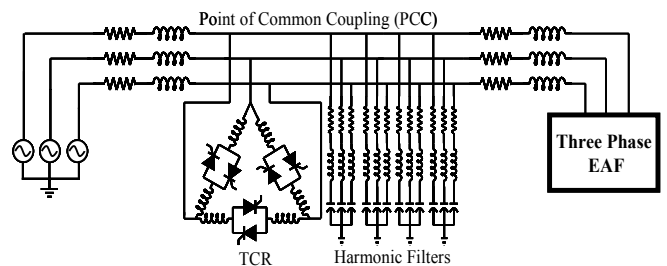 Point of Common Coupling (PCC)
Three Phase
EAF
TCR
Harmonic Filters